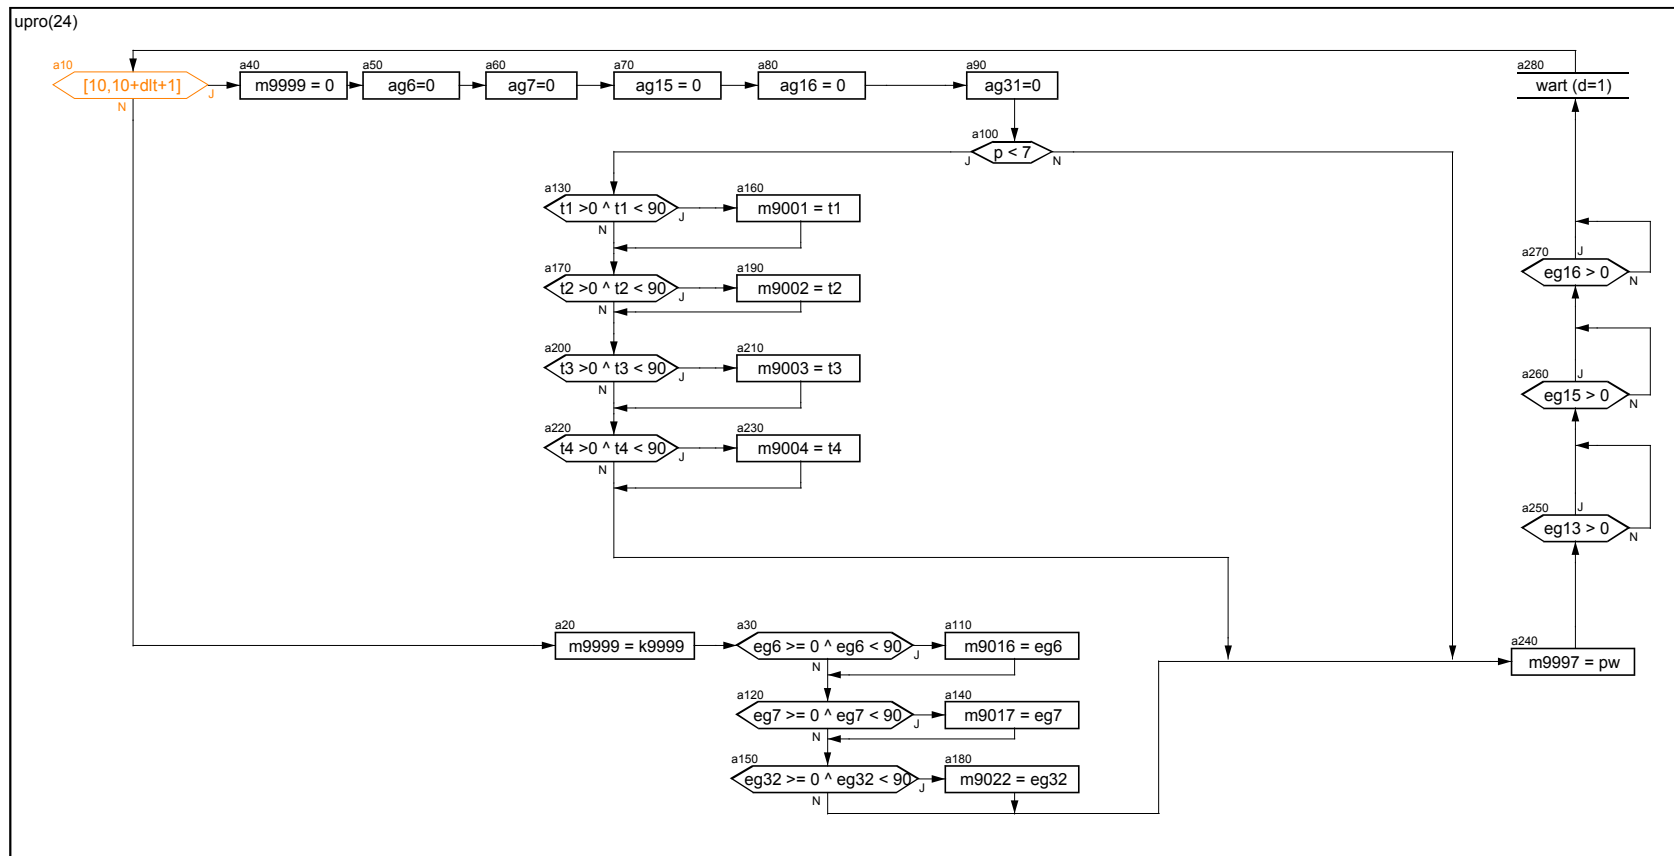 upro(24)
a10
[10,10+dlt+1]
J
N
a40
m9999 = 0
a50
ag6=0
a60
ag7=0
a70
ag15 = 0
a80
ag16 = 0
a90
ag31=0
a280
wart (d=1)
a100
p < 7
J
N
a130
t1 >0 ^ t1 < 90
J
N
a160
m9001 = t1
a170
t2 >0 ^ t2 < 90
J
N
a190
m9002 = t2
a200
t3 >0 ^ t3 < 90
J
N
a210
m9003 = t3
a220
t4 >0 ^ t4 < 90
J
N
a230
m9004 = t4
a270
J
eg16 > 0
N
a260
J
eg15 > 0
N
a250
J
eg13 > 0
N
a20
m9999 = k9999
a30
eg6 >= 0 ^ eg6 < 90
J
N
a110
m9016 = eg6
a240
m9997 = pw
a120
eg7 >= 0 ^ eg7 < 90
J
N
a140
m9017 = eg7
a150
eg32 >= 0 ^ eg32 < 90
J
N
a180
m9022 = eg32